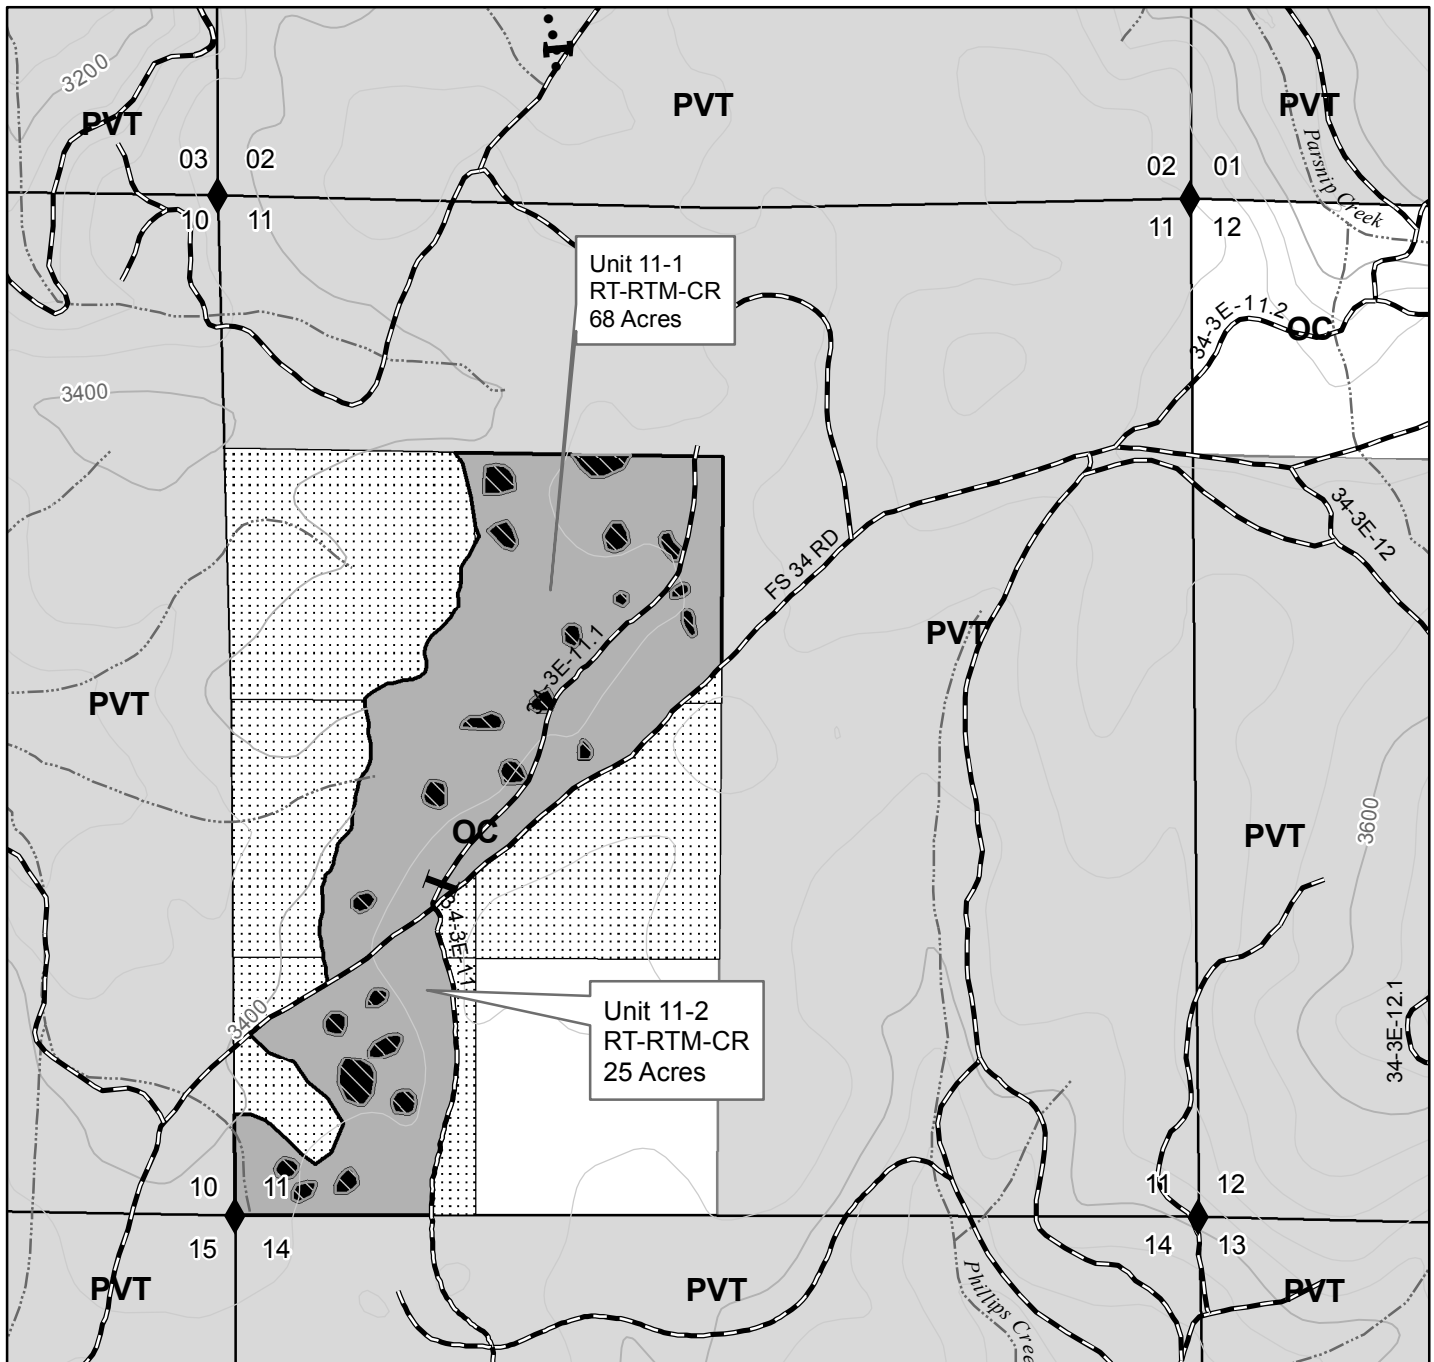 3200
PVT
PVT
PVT
03
02
02
01
Parsnip Creek
10
11
11
12
Unit 11-1
RT-RTM-CR
68 Acres
34-3E-11.2
OC
3400
34-3E-12
FS 34 RD
PVT
34-3E-11.1
PVT
OC
PVT
3600
34-3E-11
3400
Unit 11-2
RT-RTM-CR
25 Acres
34-3E-12.1
10
11
11
12
15
14
14
13
PVT
PVT
Phillips Cree
PVT